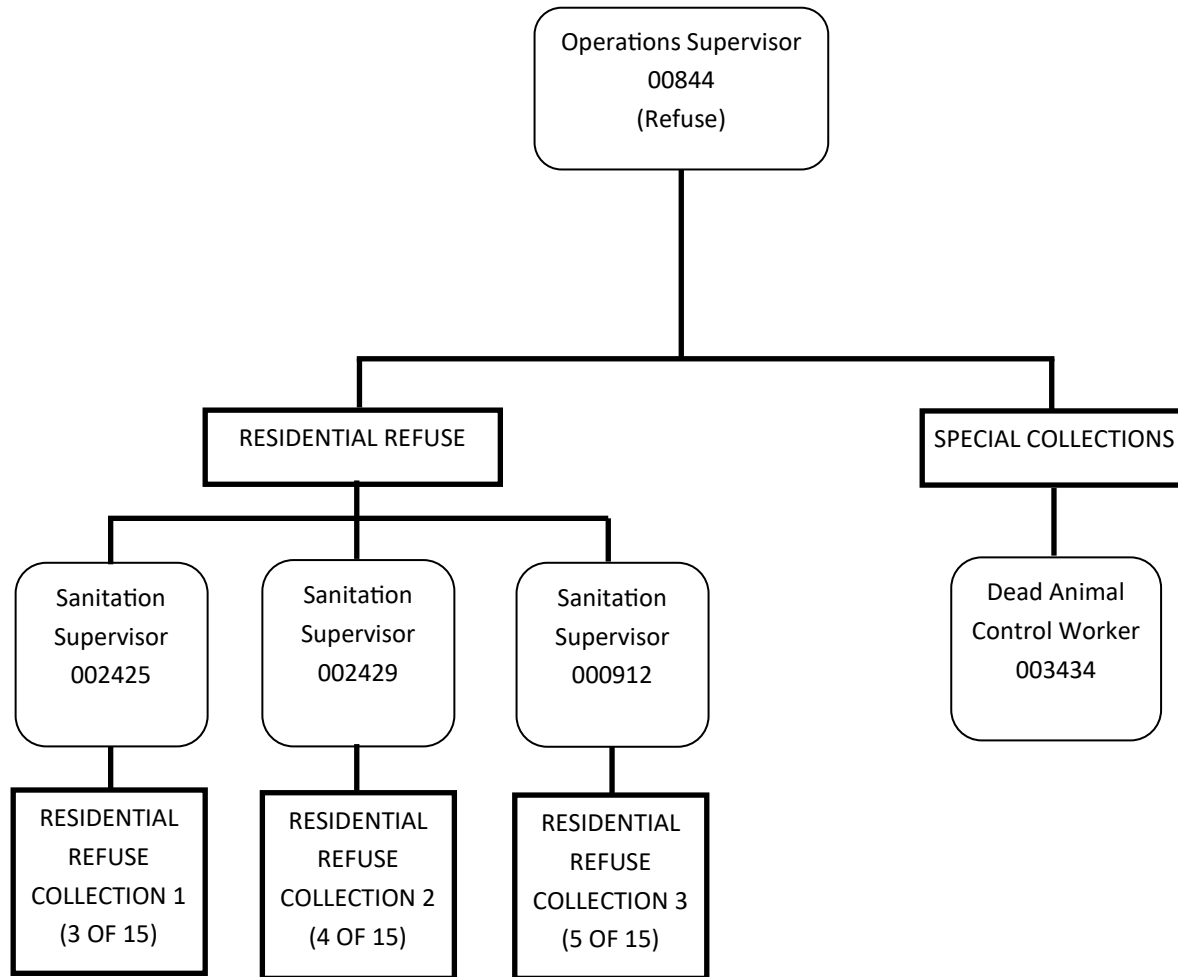 Operations Supervisor
00844
(Refuse)
RESIDENTIAL REFUSE
SPECIAL COLLECTIONS
Sanitation
Supervisor
002425
Sanitation
Supervisor
002429
Sanitation
Supervisor
000912
Dead Animal
Control Worker
003434
RESIDENTIAL
REFUSE
COLLECTION 1
(3 OF 15)
RESIDENTIAL
REFUSE
COLLECTION 2
(4 OF 15)
RESIDENTIAL
REFUSE
COLLECTION 3
(5 OF 15)